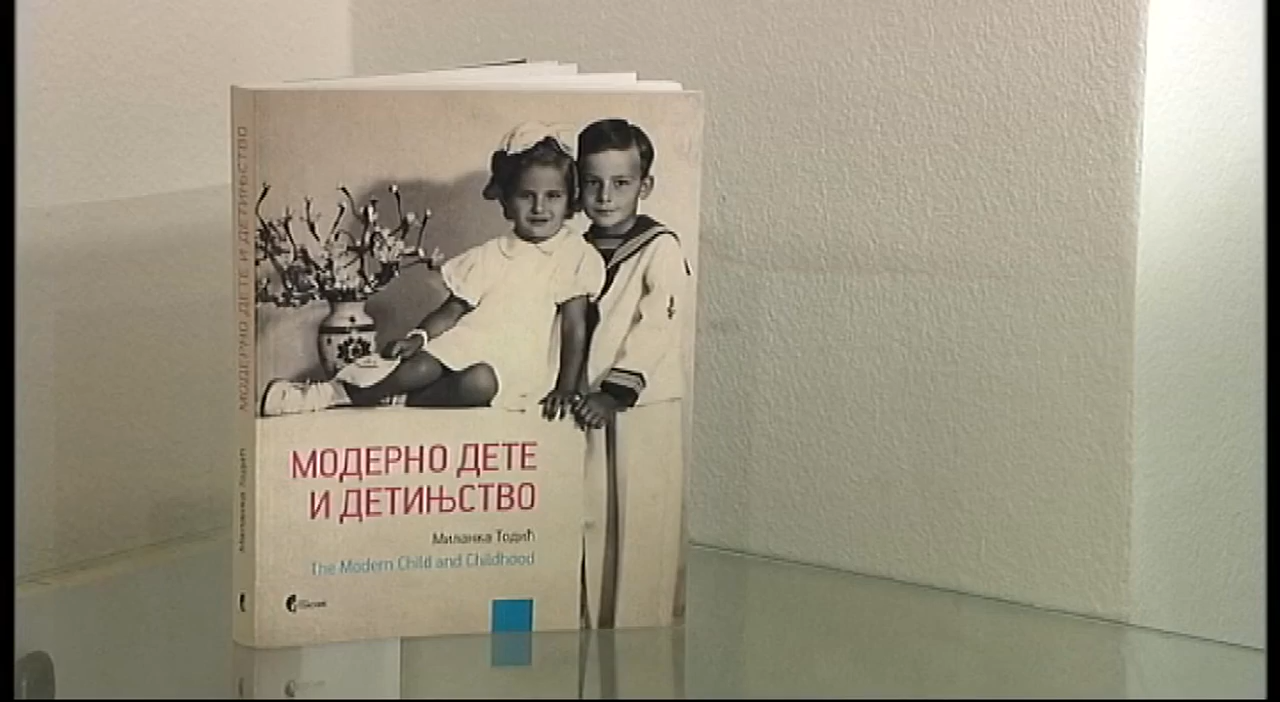 МОДЕРНО ДЕТЕ И ДЕТИЊСТВО
Миланка Тодић
МОДЕРНО ДЕТЕ
И ДЕТИЊСТВО
Миланка Тодић
The Modern Child and Childhood